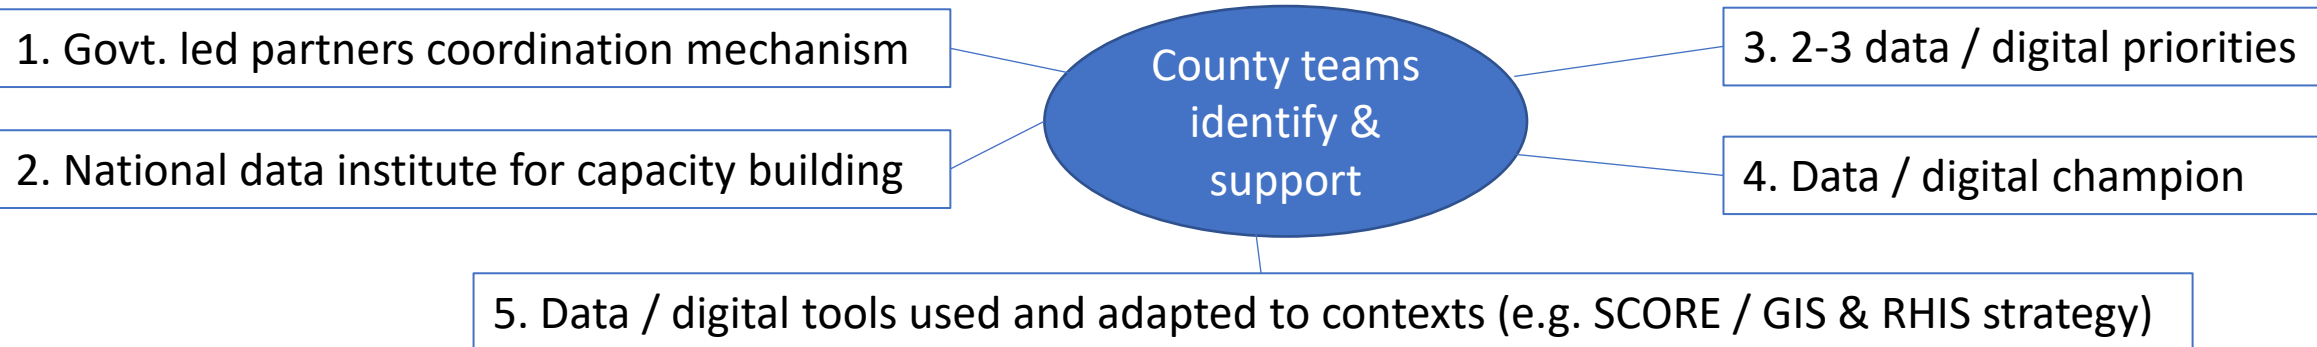 1. Govt. led partners coordination mechanism
2. National data institute for capacity building
County teams
identify &
support
3. 2-3 data / digital priorities
4. Data / digital champion
5. Data / digital tools used and adapted to contexts (e.g. SCORE / GIS & RHIS strategy)